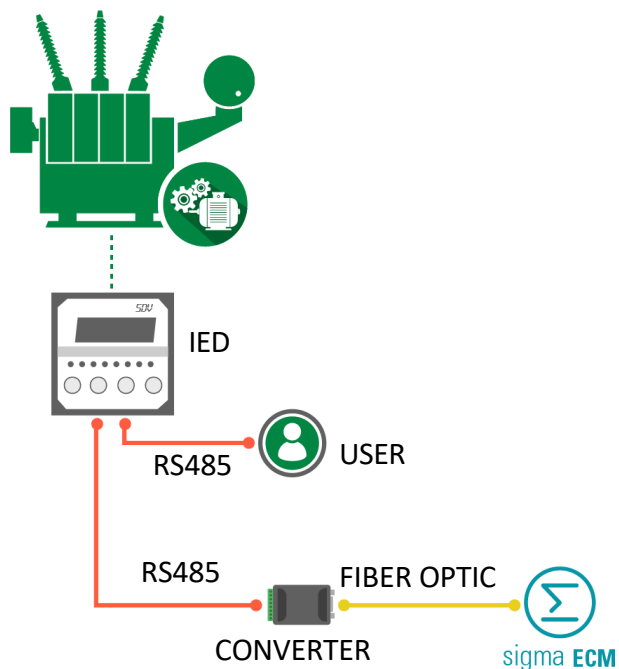 SDV
IED
RS485
USER
RS485
FIBER OPTIC
CONVERTER
sigma ECM